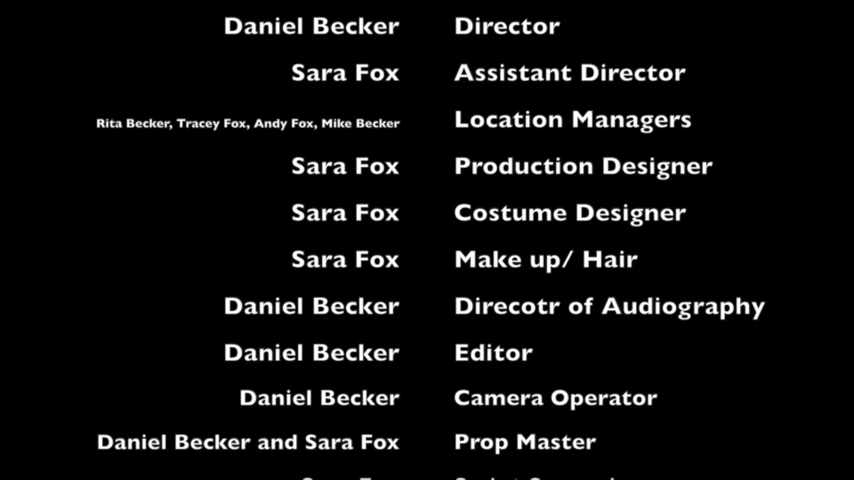 Daniel Becker Director
Sara Fox Assistant Director
Rita Becker, Tracey Fox, Andy Fox, Mike Becker Location Managers
Sara Fox Production Designer
Sara Fox Costume Designer
Sara Fox Make up/ Hair
Daniel Becker Direcotr of Audiography
Daniel Becker Editor
Daniel Becker Camera Operator
Daniel Becker and Sara Fox Prop Master